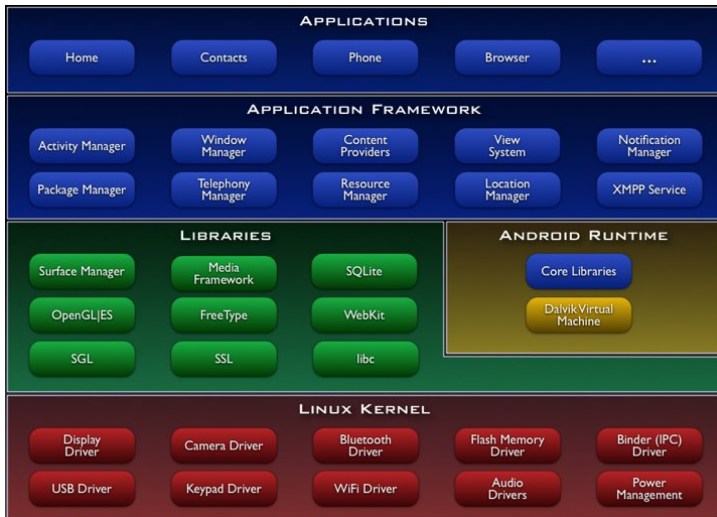 APPLICATIONS
Home
Contacts
Phone
Browser
...
APPLICATION FRAMEWORK
Activity Manager
Window
Manager
Content
Providers
View
System
Notification
Manager
Package Manager
Telephony
Manager
Resource
Manager
Location
Manager
XMPP Service
LIBRARIES
Surface Manager
Media
Framework
SQLite
OpenGL|ES
FreeType
WebKit
SGL
SSL
libc
ANDROID RUNTIME
Core Libraries
Dalvik Virtual
Machine
LINUX KERNEL
Display
Driver
Camera Driver
Bluetooth
Driver
Flash Memory
Driver
Binder (IPC)
Driver
USB Driver
Keypad Driver
WiFi Driver
Audio
Drivers
Power
Management